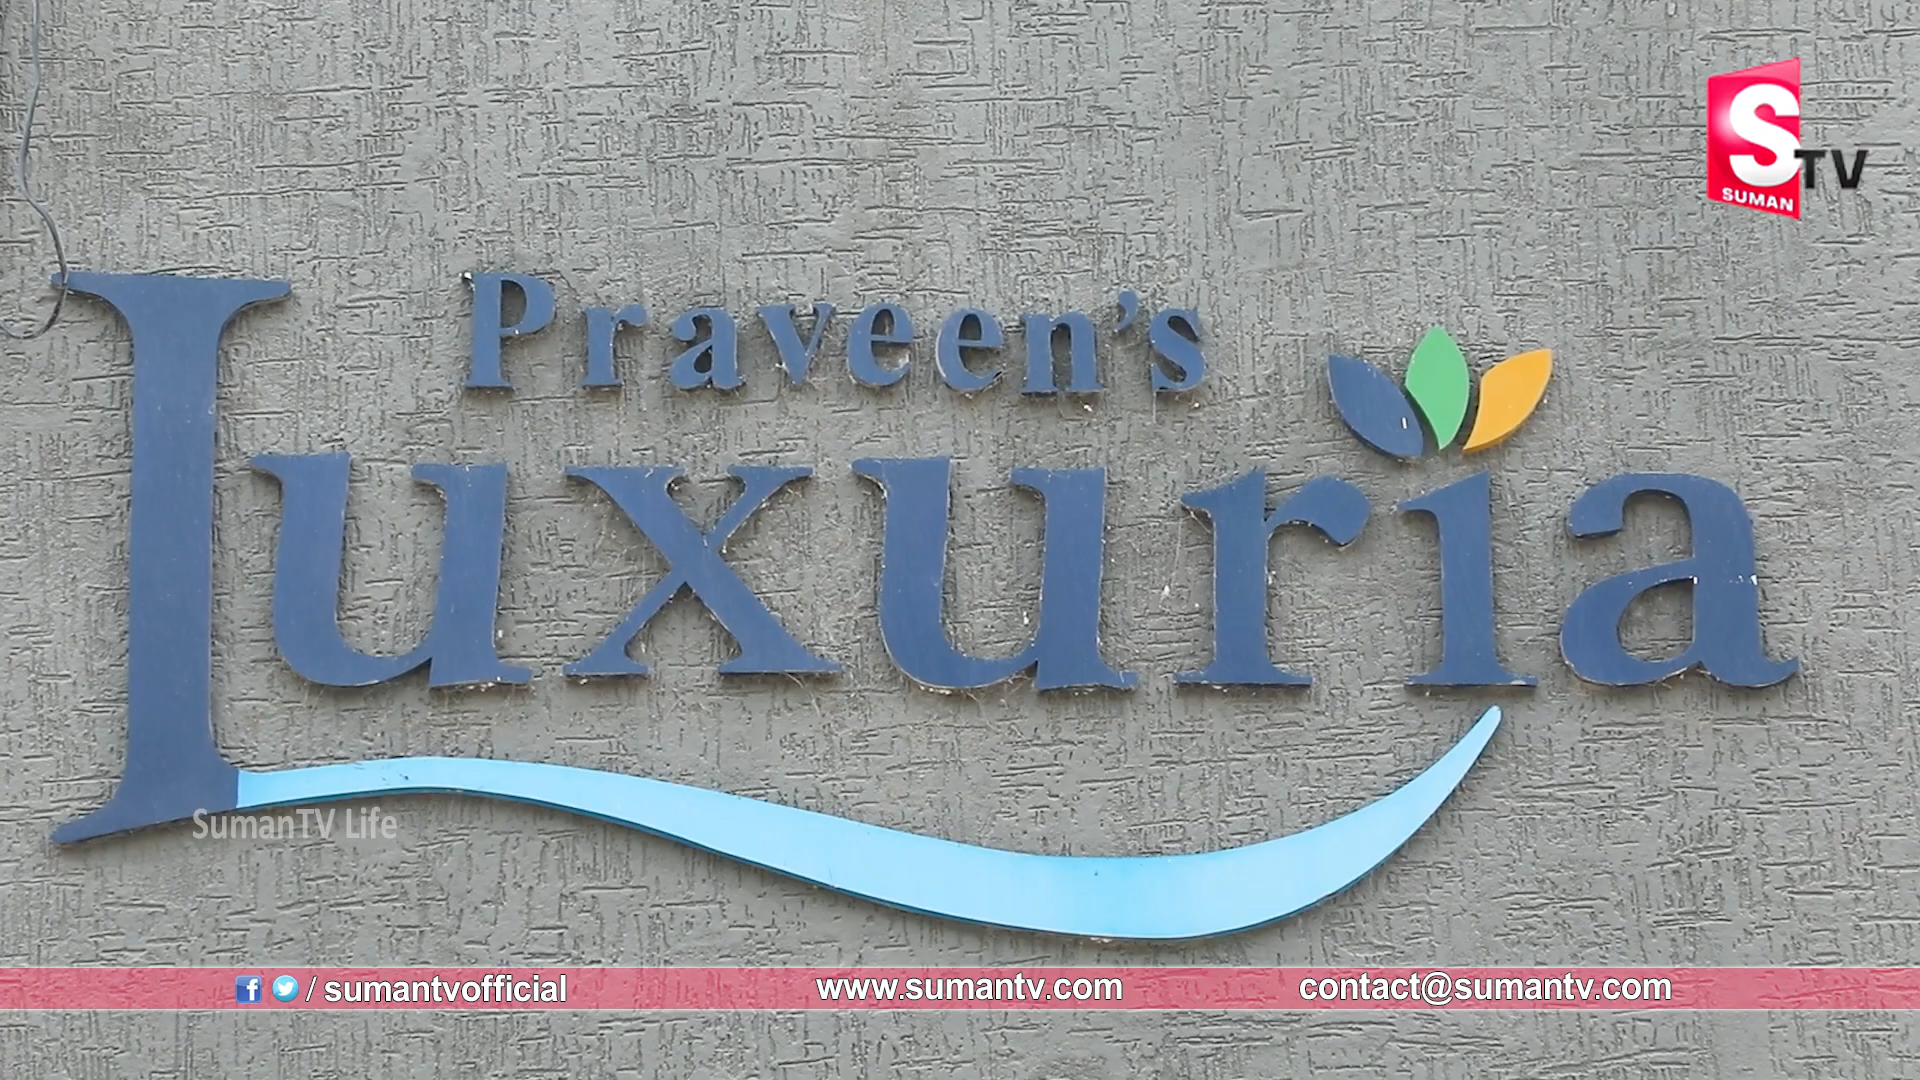 S TV
SUMAN
Praveen's
Luxuria
SumanTV Life
/ sumantvofficial
www.sumantv.com
contact@sumantv.com